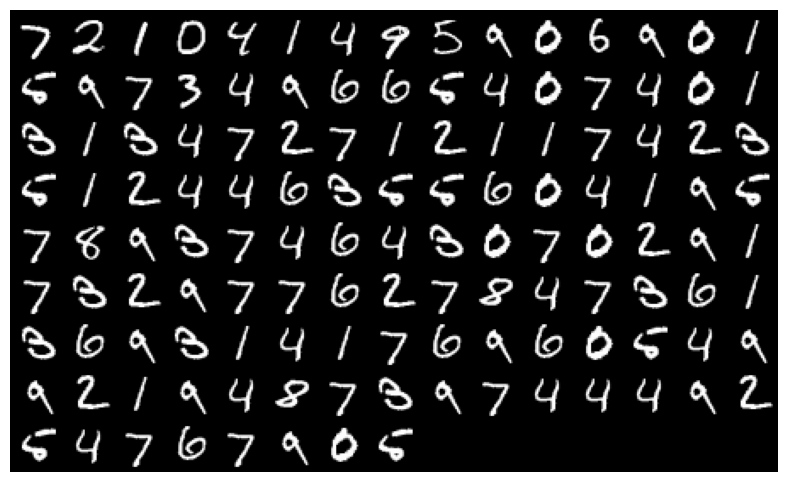 7 2 1 0 4 1 4 9 5 9 0 6 9 0 1
5 9 7 3 4 9 6 6 5 4 0 7 4 0 1
3 1 3 4 7 2 7 1 2 1 1 7 4 2 3
5 1 2 4 4 6 3 5 5 6 0 4 1 9 5
7 8 9 3 7 4 6 4 3 0 7 0 2 9 1
7 3 2 9 7 7 6 2 7 8 4 7 3 6 1
3 6 9 3 1 4 1 7 6 9 6 0 5 4 9
9 2 1 9 4 8 7 3 9 7 4 4 4 9 2
5 4 7 6 7 9 0 5